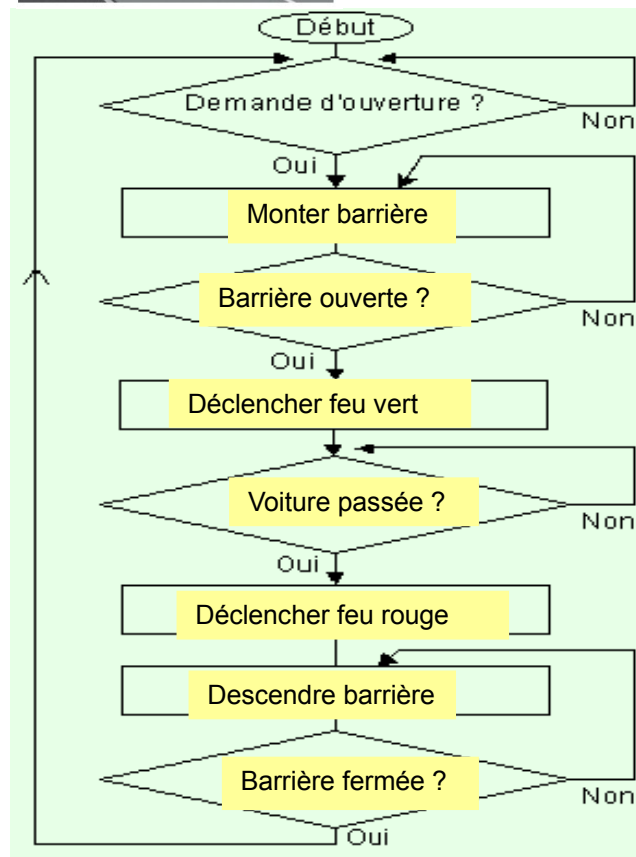 Début
Demande d'ouverture ?
Non
Oui
Monter barrière
Barrière ouverte ?
Non
Oui
Déclencher feu vert
Voiture passée ?
Non
Oui
Déclencher feu rouge
Descendre barrière
Barrière fermée ?
Non
Oui